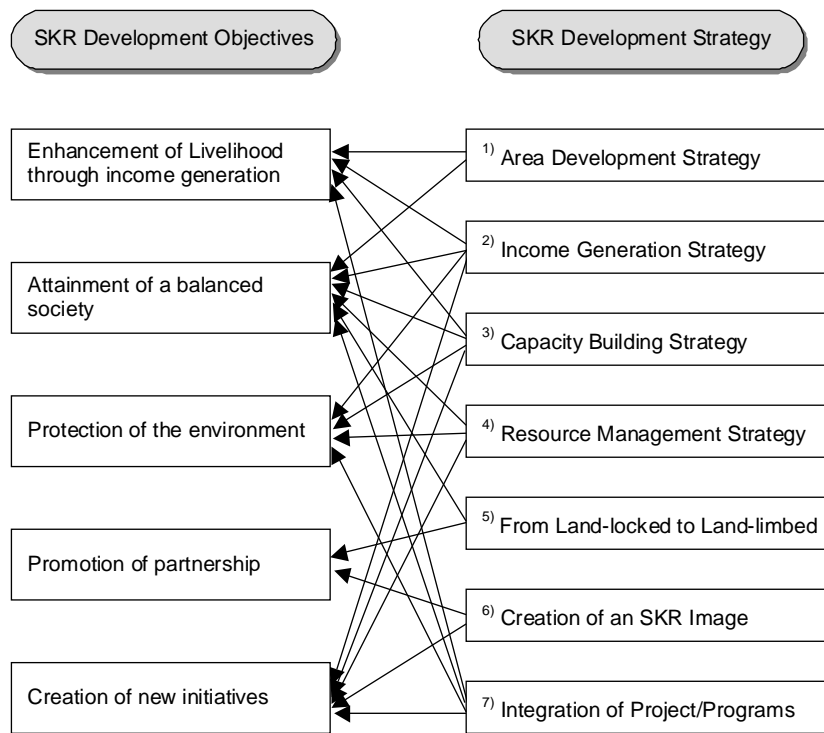 SKR Development Objectives
SKR Development Strategy
Enhancement of Livelihood
through income generation
Attainment of a balanced
society
Protection of the environment
Promotion of partnership
Creation of new initiatives
1) Area Development Strategy
2) Income Generation Strategy
3) Capacity Building Strategy
4) Resource Management Strategy
5) From Land-locked to Land-limbed
6) Creation of an SKR Image
7) Integration of Project/Programs